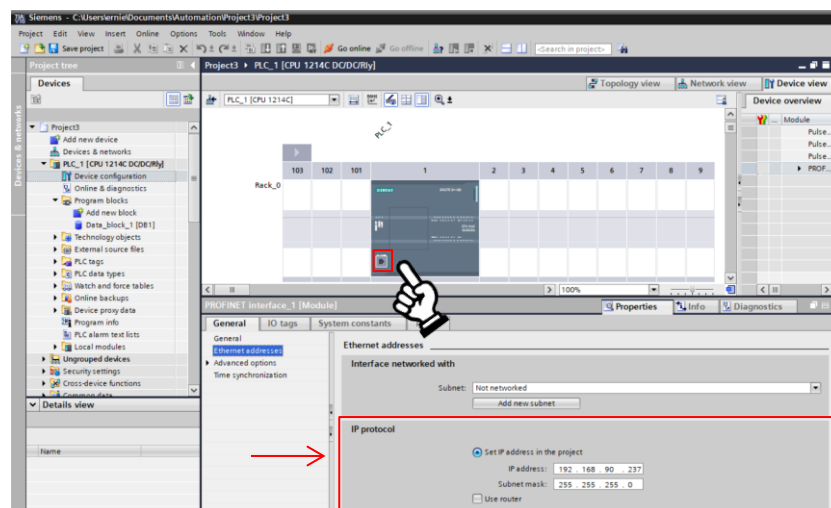 Siemens - C:\Users\ernie\Documents\Automation\Project3\Project3
Project Edit View Insert Online Options Tools Window Help
Save project Go online Go offline <Search in project>
Project tree
Project3 PLC_1 [CPU 1214C DC/DC/Rly]
Devices
Topology view Network view Device view
PLC_1 [CPU 1214C]
Device overview
Devices & networks
Project3
Add new device
Devices & networks
PLC_1 [CPU 1214C DC/DC/Rly]
Device configuration
Online & diagnostics
Program blocks
Add new block
Data_block_1 [DB1]
Technology objects
External source files
PLC tags
PLC data types
Watch and force tables
Online backups
Device proxy data
Program info
PLC alarm text lists
Local modules
Ungrouped devices
Security settings
Cross-device functions
Common data
Details view
Name
PLC_1
103 102 101 1 2 3 4 5 6 7 8 9
Rack_0
SIEMENS
... Module
Pulse...
Pulse...
Pulse...
PROF...
100%
PROFINET interface_1 [Module]
Properties Info Diagnostics
General IO tags System constants
General
Ethernet addresses
Advanced options
Time synchronization
Ethernet addresses
Interface networked with
Subnet: Not networked
Add new subnet
IP protocol
Set IP address in the project
IP address: 192 . 168 . 90 . 237
Subnet mask: 255 . 255 . 255 . 0
Use router